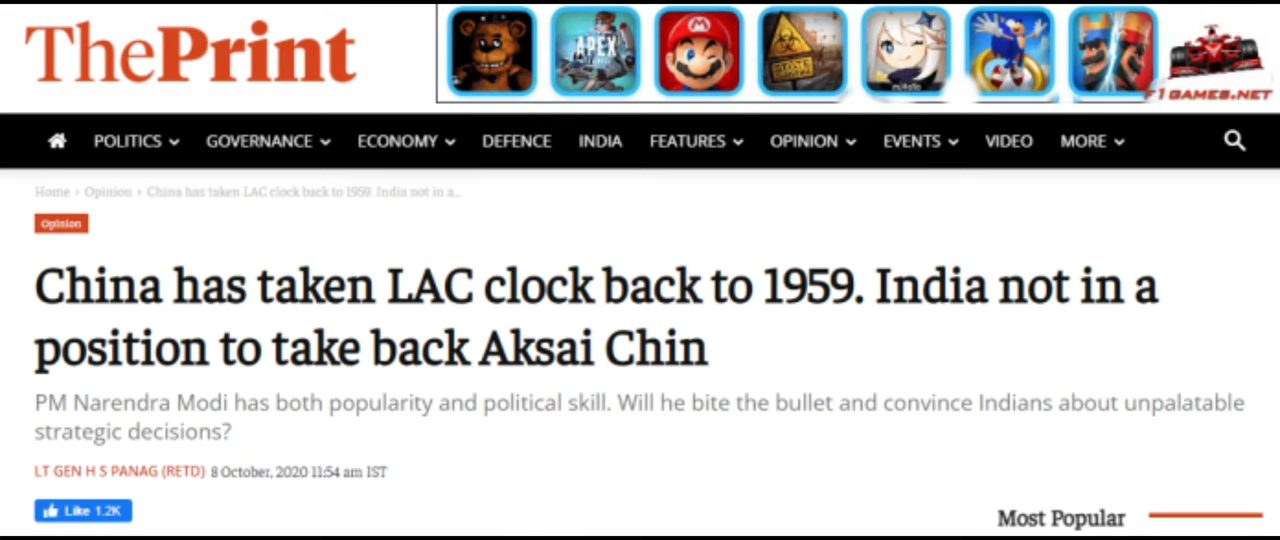 ThePrint
APEX
F1GAMES.NET
POLITICS GOVERNANCE ECONOMY DEFENCE INDIA FEATURES OPINION EVENTS VIDEO MORE
Home › Opinion › China has taken LAC clock back to 1959. India not in a...
Opinion
China has taken LAC clock back to 1959. India not in a
position to take back Aksai Chin
PM Narendra Modi has both popularity and political skill. Will he bite the bullet and convince Indians about unpalatable
strategic decisions?
LT GEN H S PANAG (RETD) 8 October, 2020 11:54 am IST
Like 1.2K
Most Popular